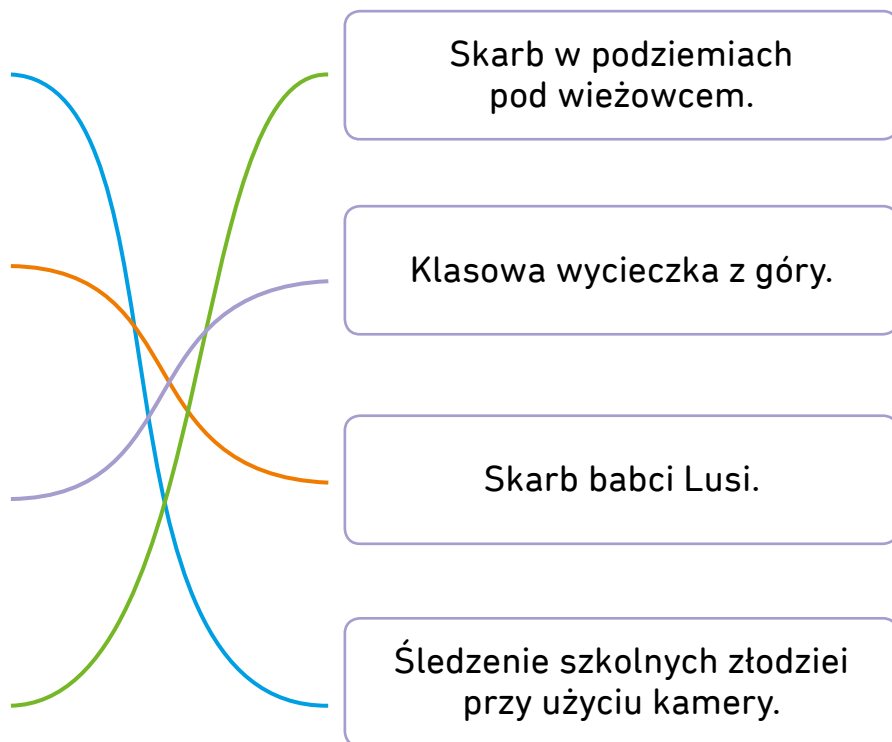 Skarb w podziemiach
pod wieżowcem.
Klasowa wycieczka z góry.
Skarb babci Lusi.
Śledzenie szkolnych złodziei
przy użyciu kamery.